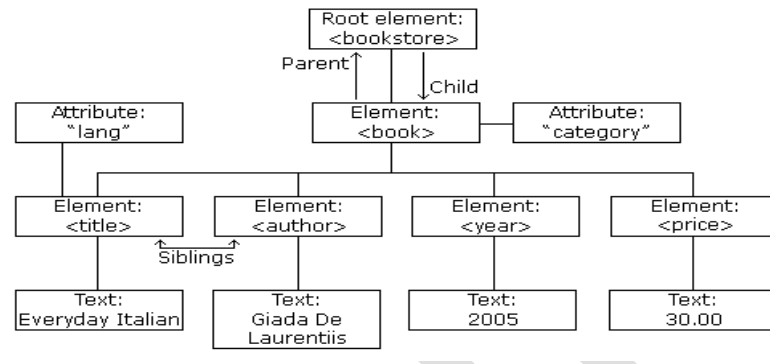 Root element:
<bookstore>
Parent
Child
Attribute:
"lang"
Element:
<book>
Attribute:
"category"
Element:
<title>
Element:
<author>
Element:
<year>
Element:
<price>
Siblings
Text:
Everyday Italian
Text:
Giada De
Laurentiis
Text:
2005
Text:
30.00